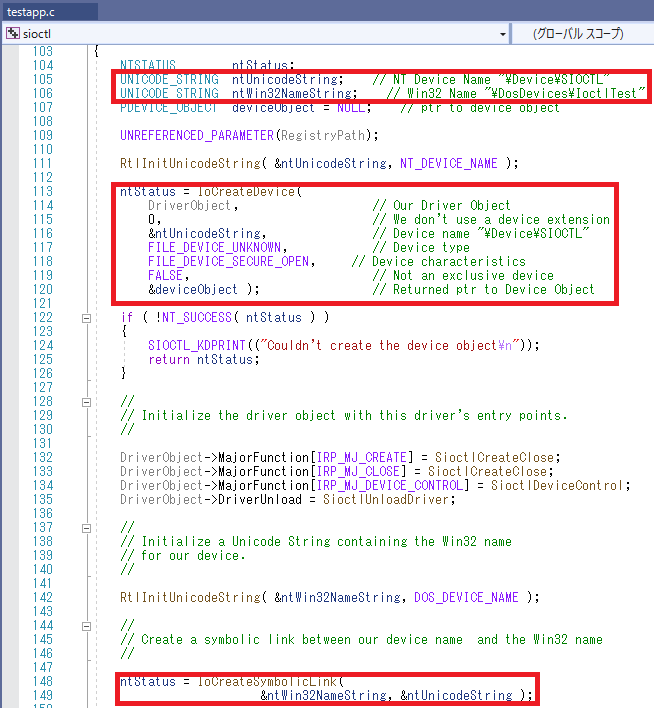 testapp.c
sioctl
(グローバル スコープ)
103 {
104 NTSTATUS ntStatus;
105 UNICODE_STRING ntUnicodeString; // NT Device Name "¥Device¥SIOCTL"
106 UNICODE_STRING ntWin32NameString; // Win32 Name "¥DosDevices¥IoctlTest"
107 PDEVICE_OBJECT deviceObject = NULL; // ptr to device object
108
109 UNREFERENCED_PARAMETER(RegistryPath);
110
111 RtlInitUnicodeString( &ntUnicodeString, NT_DEVICE_NAME );
112
113 ntStatus = IoCreateDevice(
114 DriverObject, // Our Driver Object
115 0, // We don't use a device extension
116 &ntUnicodeString, // Device name "¥Device¥SIOCTL"
117 FILE_DEVICE_UNKNOWN, // Device type
118 FILE_DEVICE_SECURE_OPEN, // Device characteristics
119 FALSE, // Not an exclusive device
120 &deviceObject ); // Returned ptr to Device Object
121
122 if ( !NT_SUCCESS( ntStatus ) )
123 {
124 SIOCTL_KDPRINT(("Couldn't create the device object¥n"));
125 return ntStatus;
126 }
127
128 //
129 // Initialize the driver object with this driver's entry points.
130 //
131
132 DriverObject->MajorFunction[IRP_MJ_CREATE] = SioctlCreateClose;
133 DriverObject->MajorFunction[IRP_MJ_CLOSE] = SioctlCreateClose;
134 DriverObject->MajorFunction[IRP_MJ_DEVICE_CONTROL] = SioctlDeviceControl;
135 DriverObject->DriverUnload = SioctlUnloadDriver;
136
137 //
138 // Initialize a Unicode String containing the Win32 name
139 // for our device.
140 //
141
142 RtlInitUnicodeString( &ntWin32NameString, DOS_DEVICE_NAME );
143
144 //
145 // Create a symbolic link between our device name and the Win32 name
146 //
147
148 ntStatus = IoCreateSymbolicLink(
149 &ntWin32NameString, &ntUnicodeString );